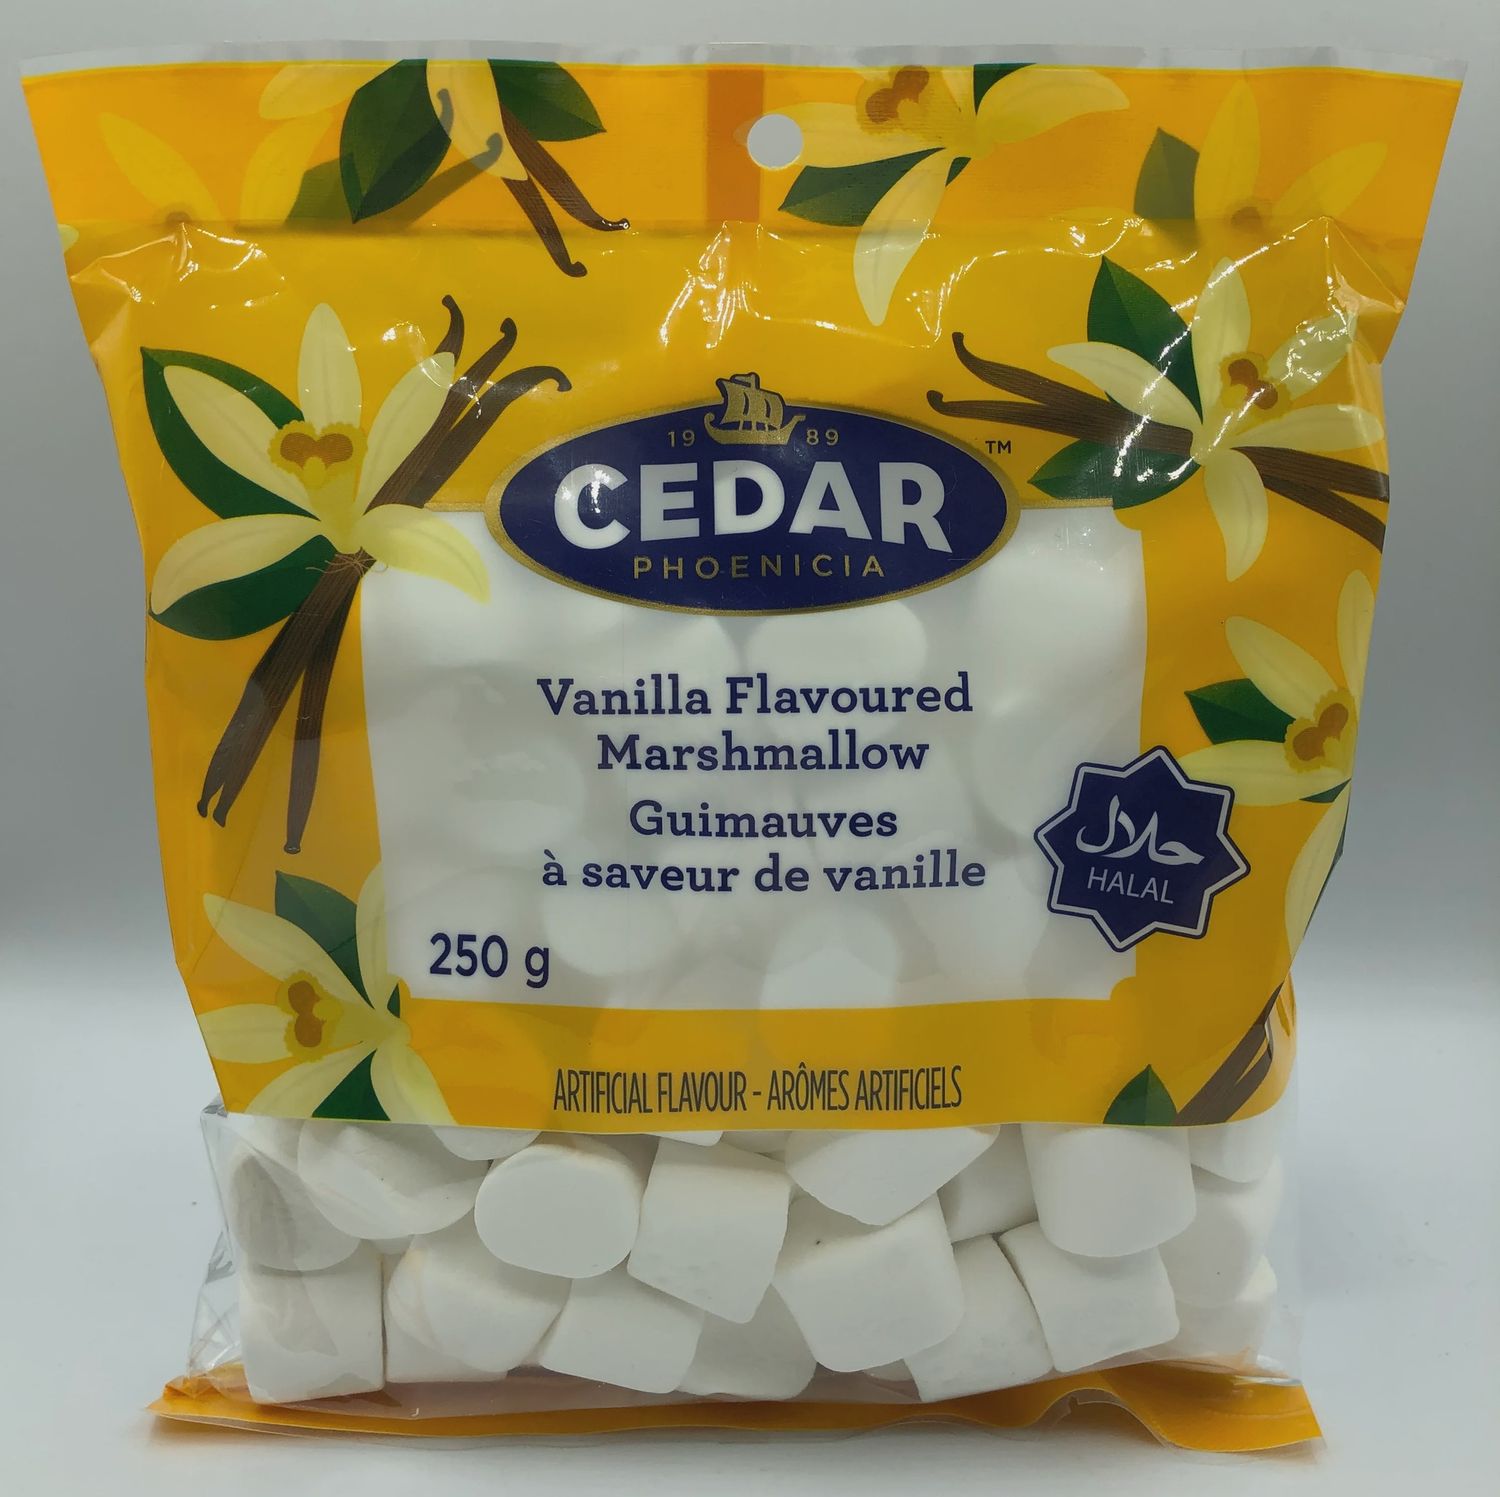 19 89
CEDAR
™
PHOENICIA
Vanilla Flavoured
Marshmallow
Guimauves
à saveur de vanille
حلال
HALAL
250 g
ARTIFICIAL FLAVOUR - ARÔMES ARTIFICIELS